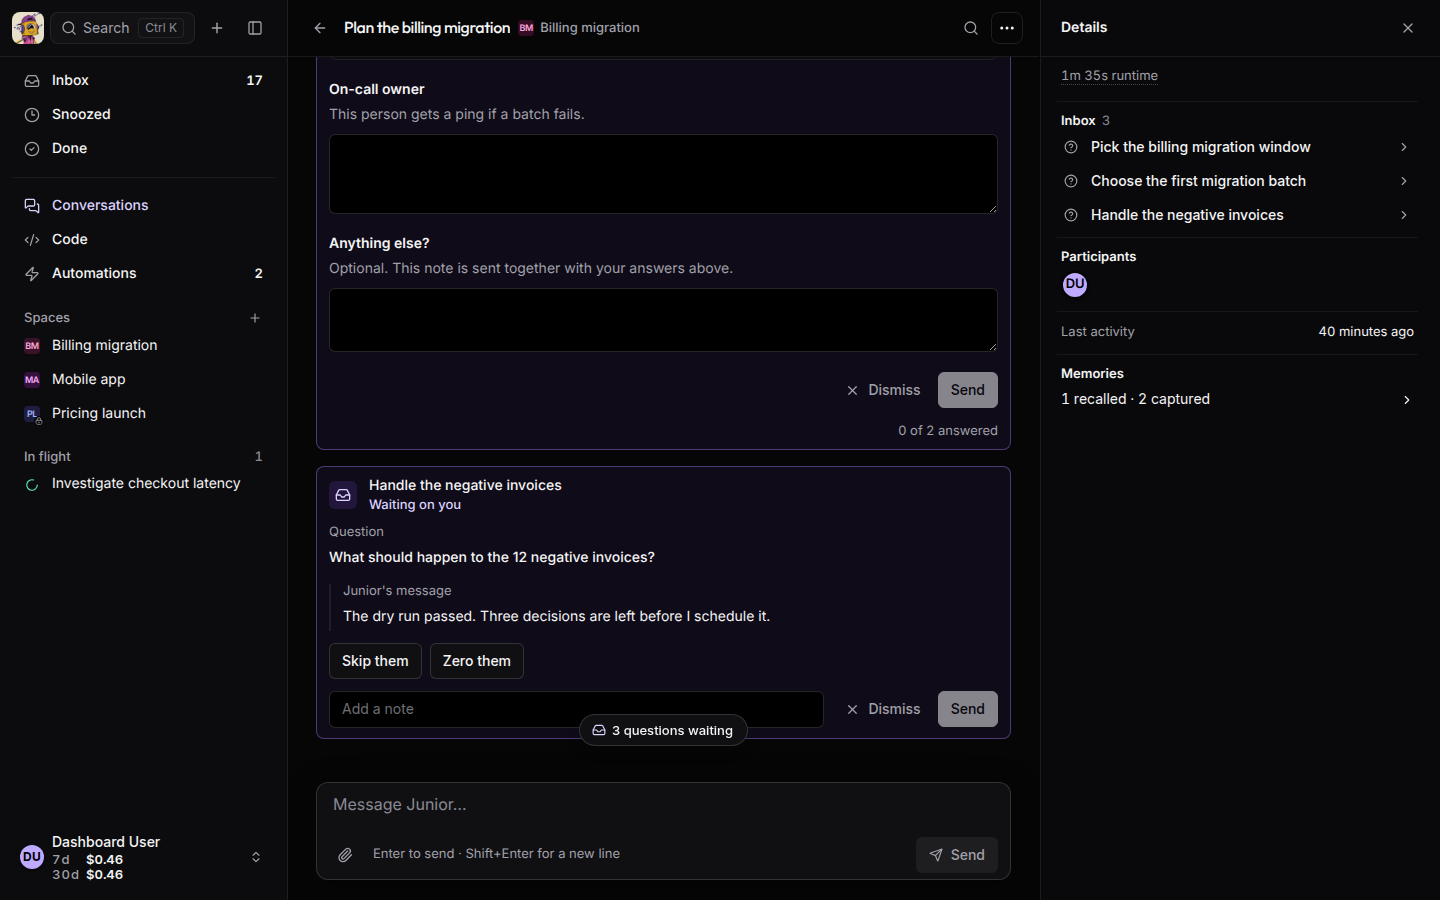 Search Ctrl K
Inbox 17
Snoozed
Done
Conversations
Code
Automations 2
Spaces
BM Billing migration
MA Mobile app
PL Pricing launch
In flight 1
Investigate checkout latency
DU Dashboard User
7d $0.46
30d $0.46
Plan the billing migration BM Billing migration
On-call owner
This person gets a ping if a batch fails.
Anything else?
Optional. This note is sent together with your answers above.
Dismiss Send
0 of 2 answered
Handle the negative invoices
Waiting on you
Question
What should happen to the 12 negative invoices?
Junior's message
The dry run passed. Three decisions are left before I schedule it.
Skip them Zero them
Add a note Dismiss Send
3 questions waiting
Message Junior...
Enter to send · Shift+Enter for a new line Send
Details
1m 35s runtime
Inbox 3
Pick the billing migration window
Choose the first migration batch
Handle the negative invoices
Participants
DU
Last activity 40 minutes ago
Memories
1 recalled · 2 captured